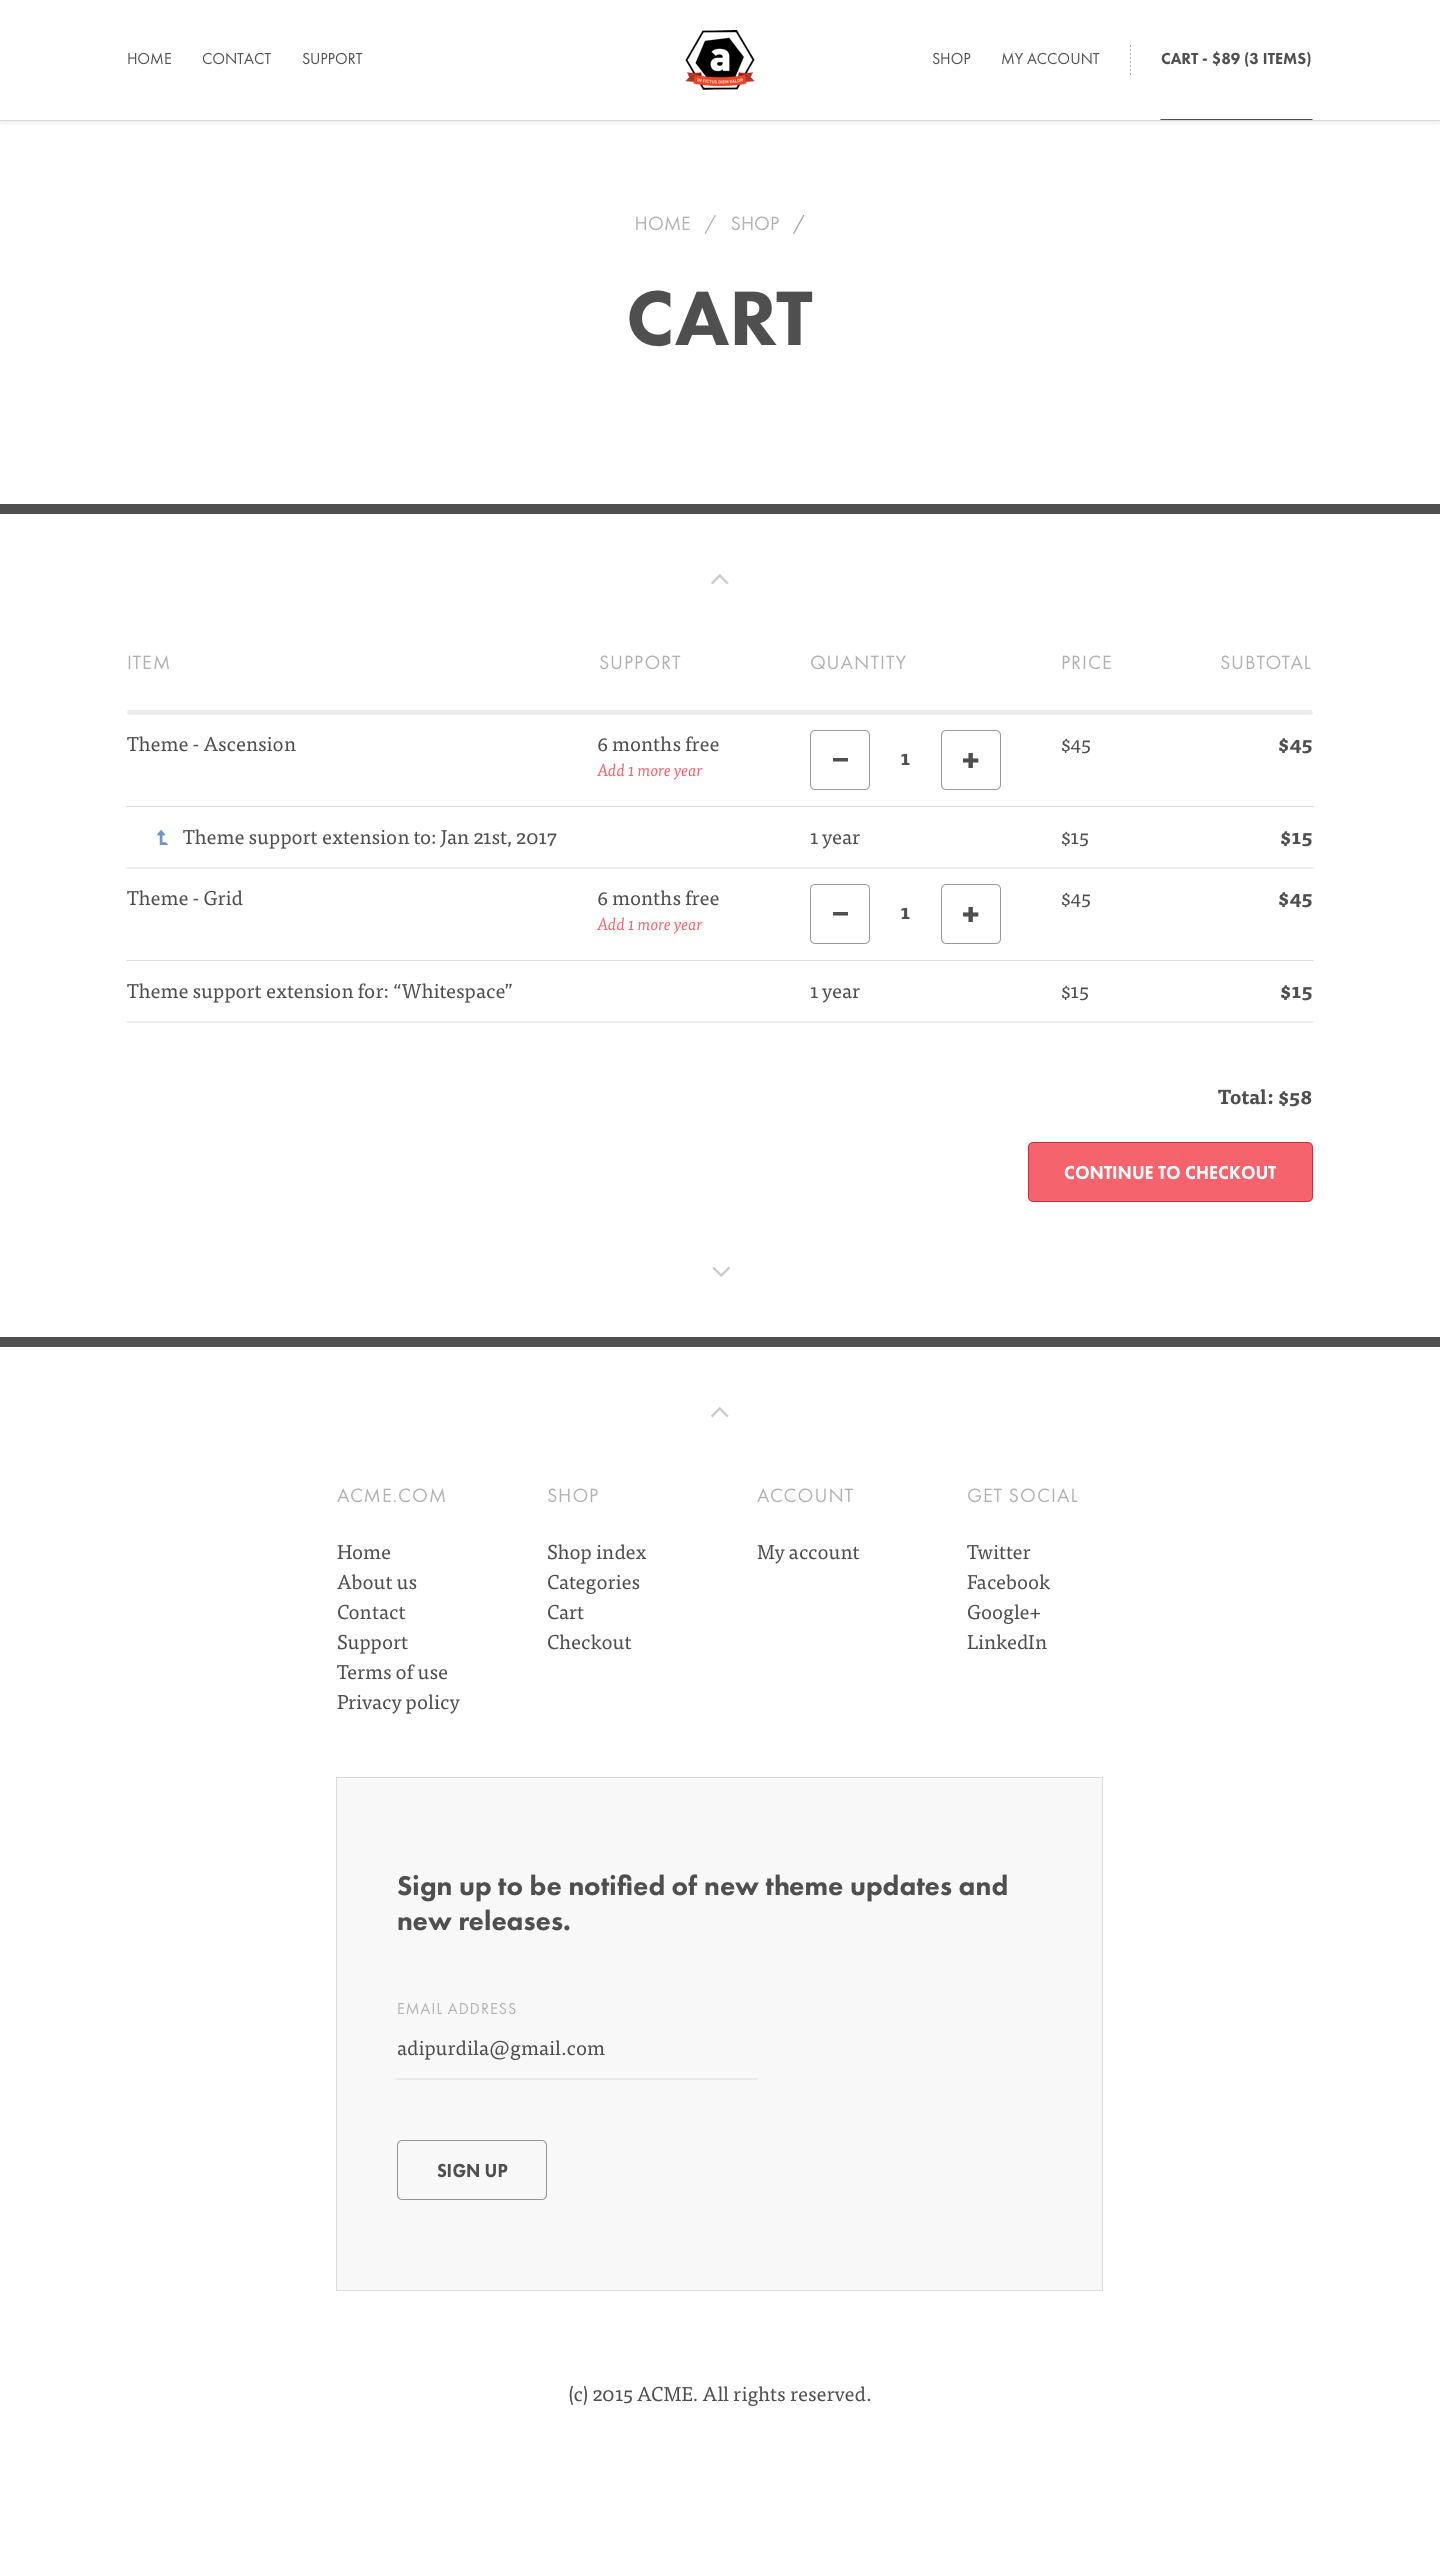 HOME CONTACT SUPPORT a SHOP MY ACCOUNT CART - $89 (3 ITEMS)
HOME / SHOP /
CART
ITEM SUPPORT QUANTITY PRICE SUBTOTAL
Theme - Ascension 6 months free − 1 + $45 $45
Add 1 more year
Theme support extension to: Jan 21st, 2017 1 year $15 $15
Theme - Grid 6 months free − 1 + $45 $45
Add 1 more year
Theme support extension for: “Whitespace” 1 year $15 $15
Total: $58
CONTINUE TO CHECKOUT
ACME.COM SHOP ACCOUNT GET SOCIAL
Home Shop index My account Twitter
About us Categories Facebook
Contact Cart Google+
Support Checkout LinkedIn
Terms of use
Privacy policy
Sign up to be notified of new theme updates and
new releases.
EMAIL ADDRESS
adipurdila@gmail.com
SIGN UP
(c) 2015 ACME. All rights reserved.